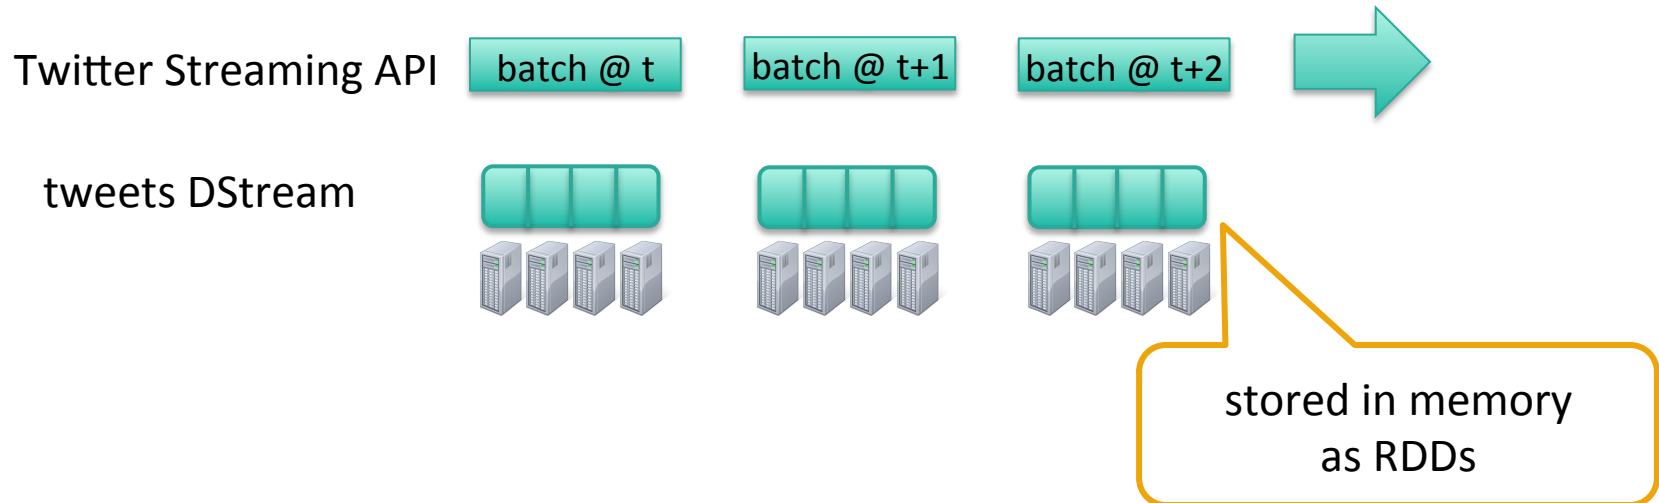 Twitter Streaming API
batch @ t
batch @ t+1
batch @ t+2
tweets DStream
stored in memory
as RDDs